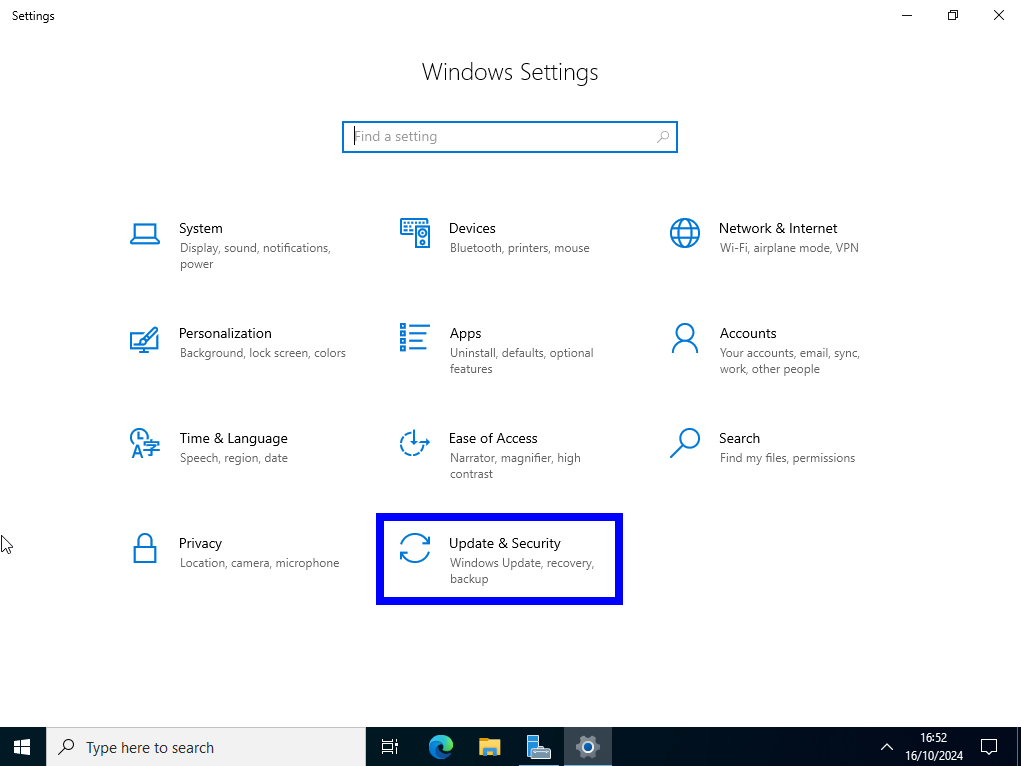 Settings
Windows Settings
Find a setting
System
Display, sound, notifications,
power
Devices
Bluetooth, printers, mouse
Network & Internet
Wi-Fi, airplane mode, VPN
Personalization
Background, lock screen, colors
Apps
Uninstall, defaults, optional
features
Accounts
Your accounts, email, sync,
work, other people
Time & Language
Speech, region, date
Ease of Access
Narrator, magnifier, high
contrast
Search
Find my files, permissions
Privacy
Location, camera, microphone
Update & Security
Windows Update, recovery,
backup
Type here to search
16:52
16/10/2024